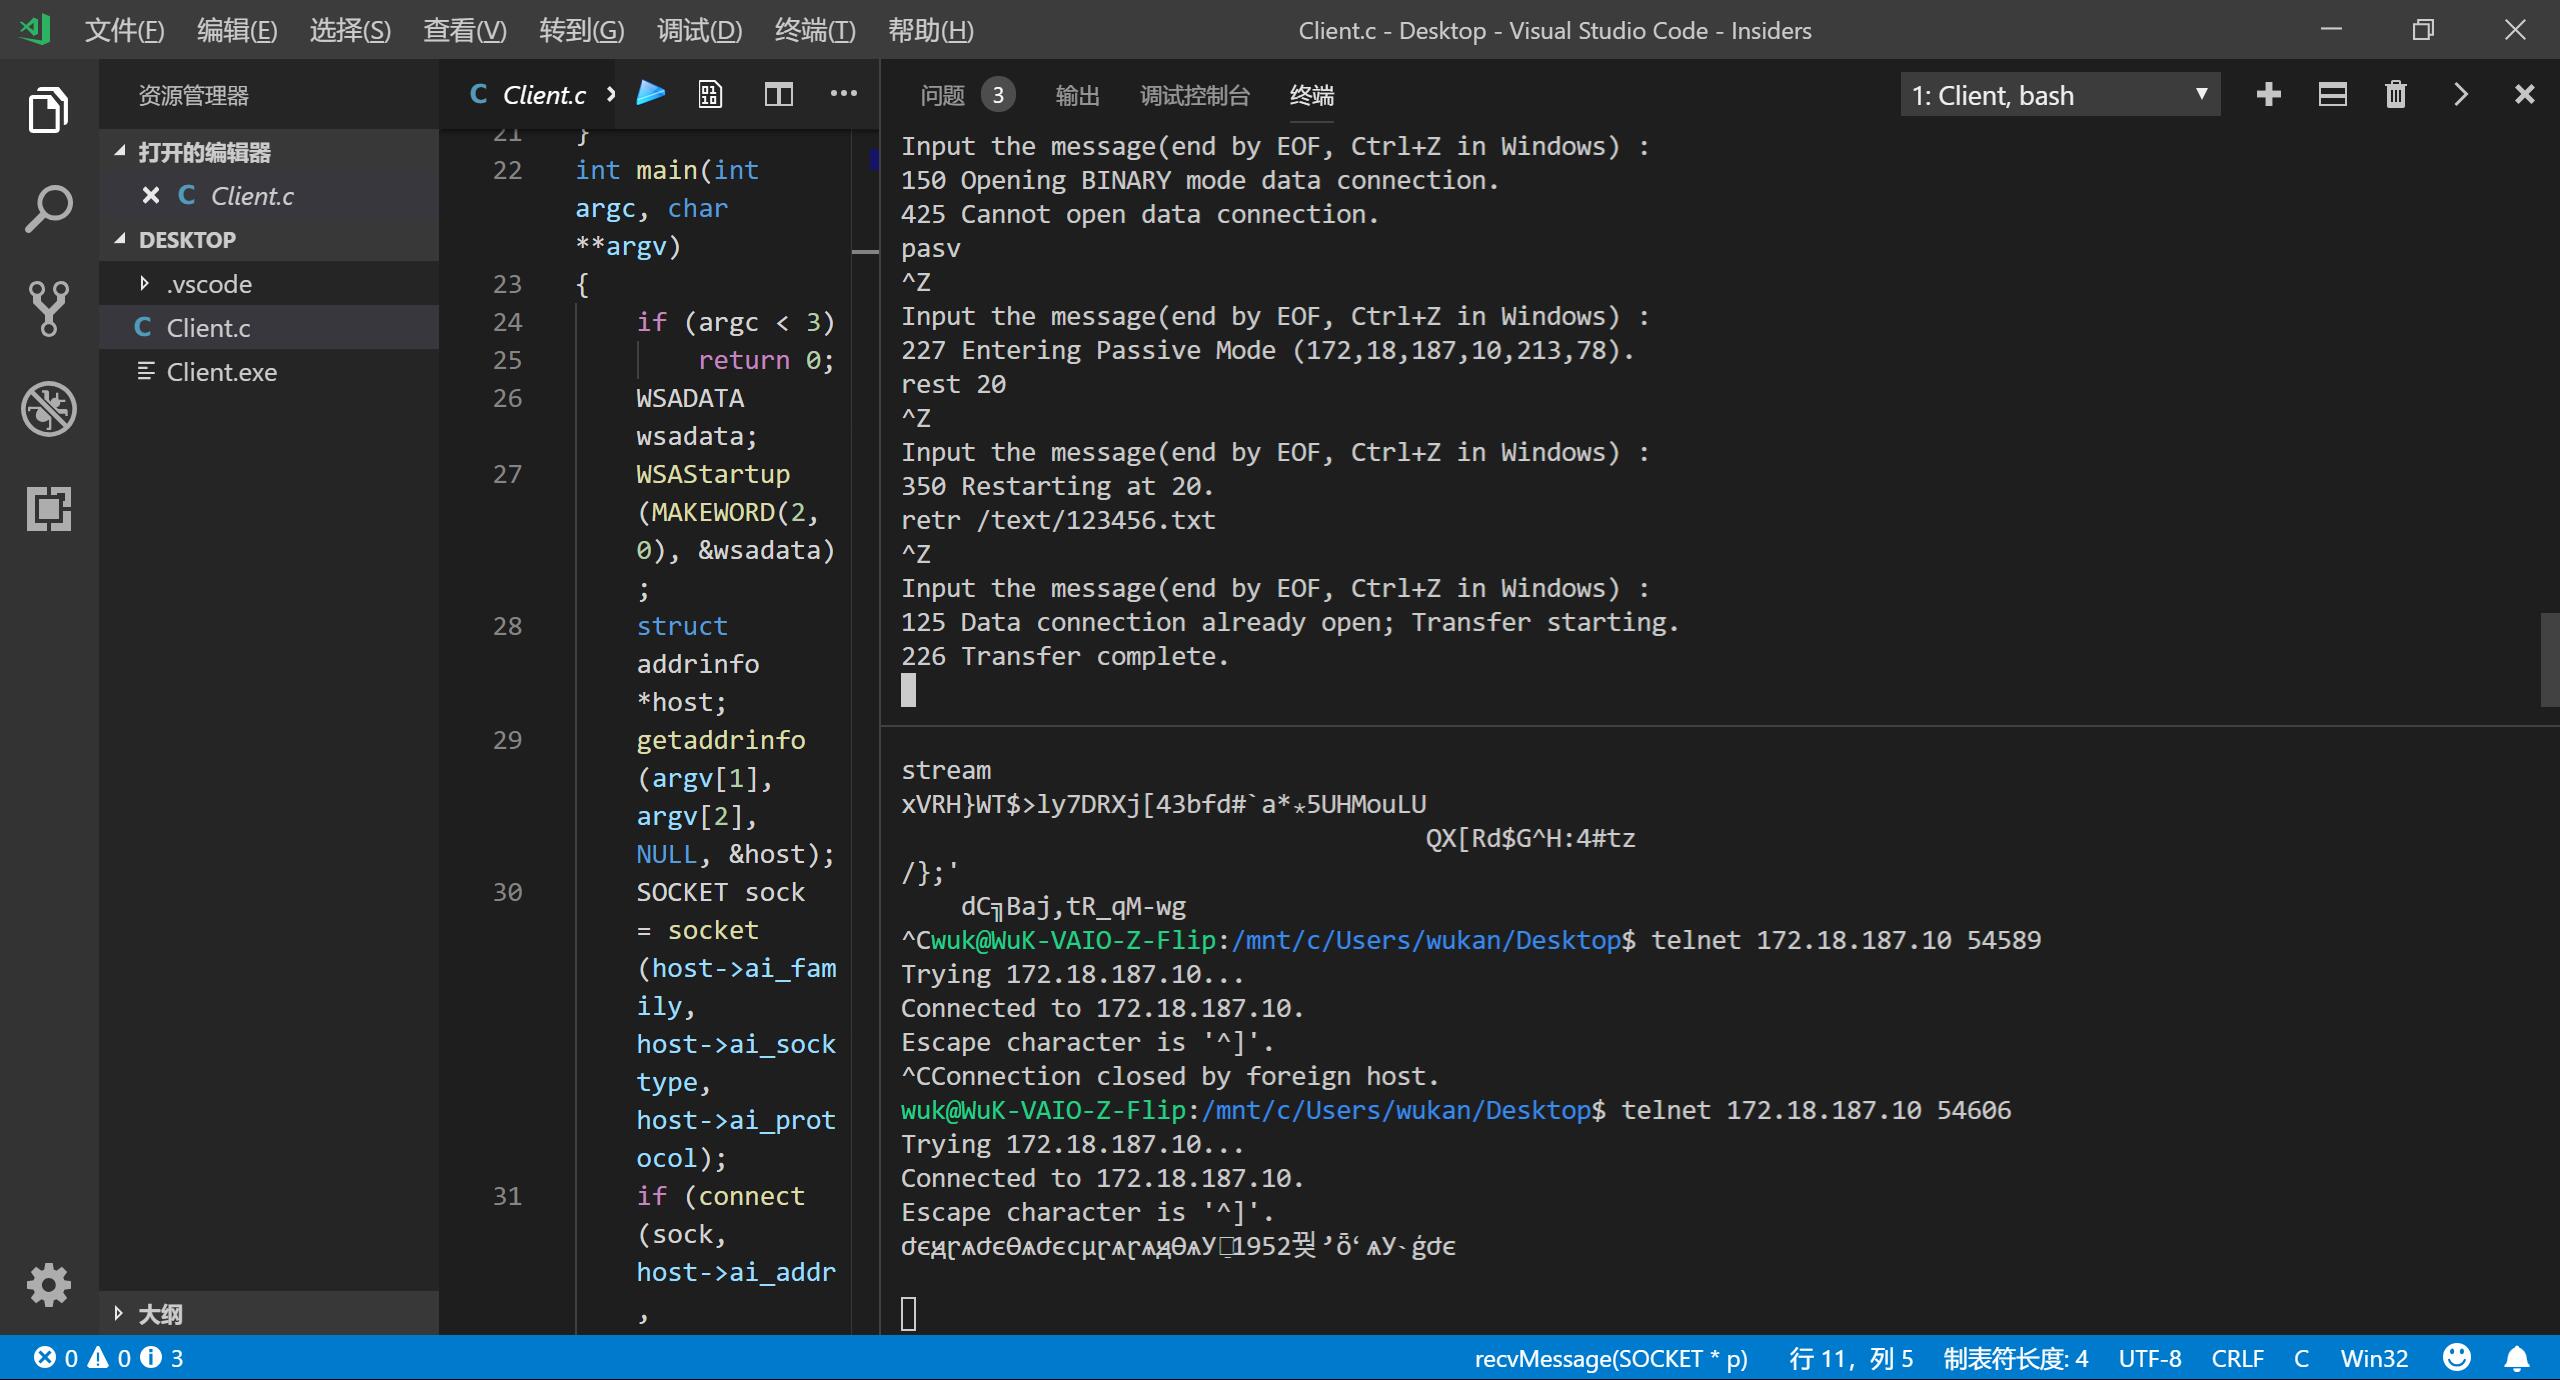 文件(F) 编辑(E) 选择(S) 查看(V) 转到(G) 调试(D) 终端(T) 帮助(H)
Client.c - Desktop - Visual Studio Code - Insiders
资源管理器
打开的编辑器
Client.c
DESKTOP
.vscode
Client.c
Client.exe
大纲
Client.c
21 }
22 int main(int
argc, char
**argv)
23 {
24 if (argc < 3)
25 return 0;
26 WSADATA
wsadata;
27 WSAStartup
(MAKEWORD(2,
0), &wsadata)
;
28 struct
addrinfo
*host;
29 getaddrinfo
(argv[1],
argv[2],
NULL, &host);
30 SOCKET sock
= socket
(host->ai_fam
ily,
host->ai_sock
type,
host->ai_prot
ocol);
31 if (connect
(sock,
host->ai_addr
,
问题 3 输出 调试控制台 终端
1: Client, bash
Input the message(end by EOF, Ctrl+Z in Windows) :
150 Opening BINARY mode data connection.
425 Cannot open data connection.
pasv
^Z
Input the message(end by EOF, Ctrl+Z in Windows) :
227 Entering Passive Mode (172,18,187,10,213,78).
rest 20
^Z
Input the message(end by EOF, Ctrl+Z in Windows) :
350 Restarting at 20.
retr /text/123456.txt
^Z
Input the message(end by EOF, Ctrl+Z in Windows) :
125 Data connection already open; Transfer starting.
226 Transfer complete.
stream
xVRH}WT$>ly7DRXj[43bfd#`a*⁎5UHMouLU
QX[Rd$G^H:4#tz
/};'
dC╗Baj,tR_qM-wg
^Cwuk@WuK-VAIO-Z-Flip:/mnt/c/Users/wukan/Desktop$ telnet 172.18.187.10 54589
Trying 172.18.187.10...
Connected to 172.18.187.10.
Escape character is '^]'.
^CConnection closed by foreign host.
wuk@WuK-VAIO-Z-Flip:/mnt/c/Users/wukan/Desktop$ telnet 172.18.187.10 54606
Trying 172.18.187.10...
Connected to 172.18.187.10.
Escape character is '^]'.
0 0 3
recvMessage(SOCKET * p) 行 11，列 5 制表符长度: 4 UTF-8 CRLF C Win32